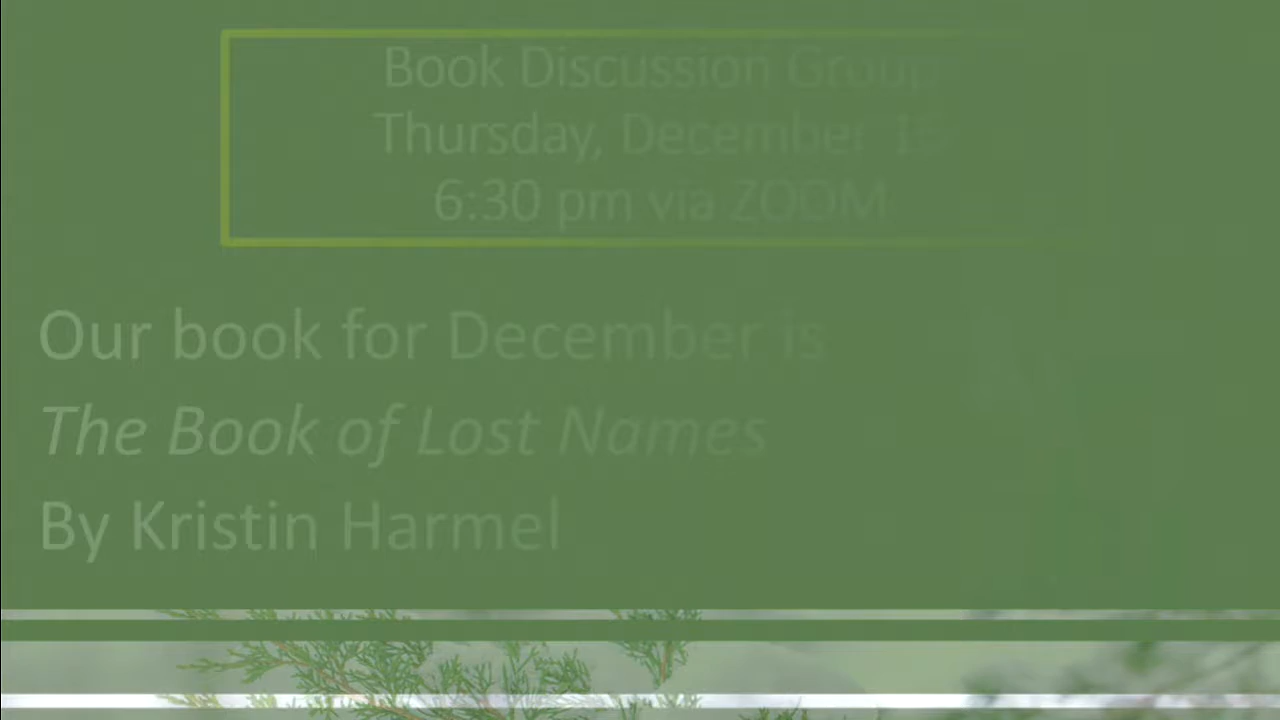 Book Discussion Group
Thursday, December
6:30 pm via ZOOM
Our book for December is
The Book of Lost Names
By Kristin Harmel